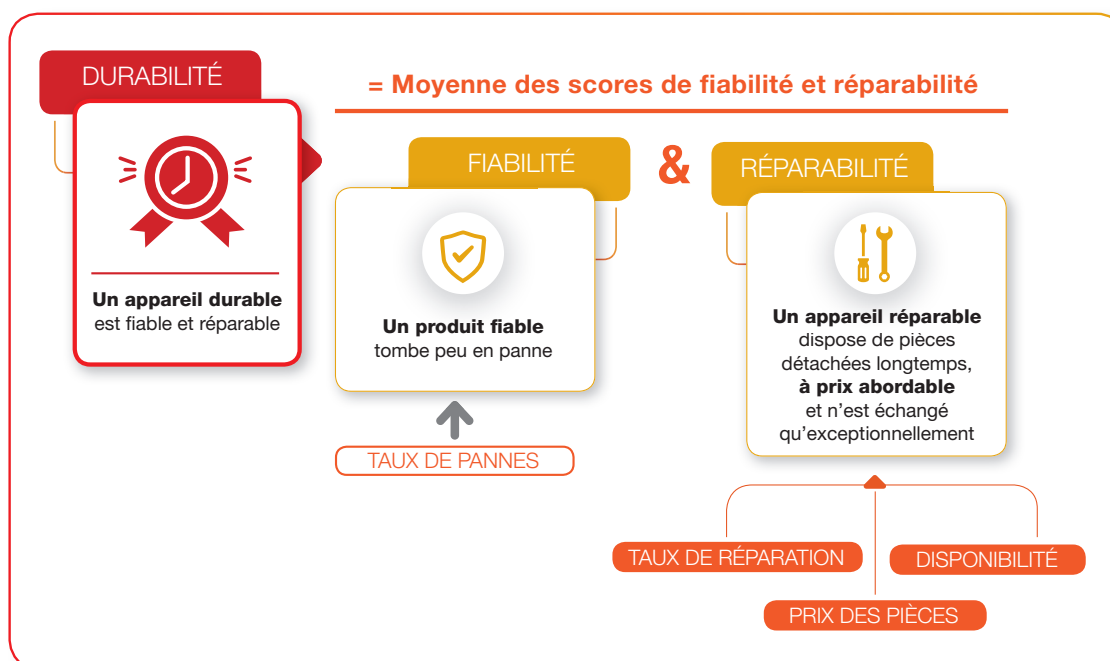 DURABILITÉ
= Moyenne des scores de fiabilité et réparabilité
Un appareil durable
est fiable et réparable
FIABILITÉ
&
RÉPARABILITÉ
Un produit fiable
tombe peu en panne
Un appareil réparable
dispose de pièces
détachées longtemps,
à prix abordable
et n’est échangé
qu’exceptionnellement
TAUX DE PANNES
TAUX DE RÉPARATION
DISPONIBILITÉ
PRIX DES PIÈCES